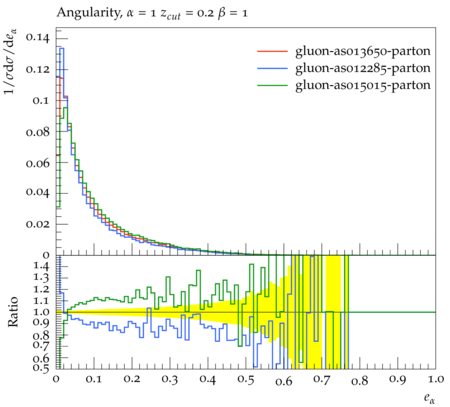 Angularity, α = 1 z_cut = 0.2 β = 1
1/σdσ/de_α
gluon-as013650-parton
gluon-as012285-parton
gluon-as015015-parton
0.14
0.12
0.1
0.08
0.06
0.04
0.02
0
Ratio
1.4
1.3
1.2
1.1
1.0
0.9
0.8
0.7
0.6
0.5
0 0.1 0.2 0.3 0.4 0.5 0.6 0.7 0.8 0.9 1.0
e_α